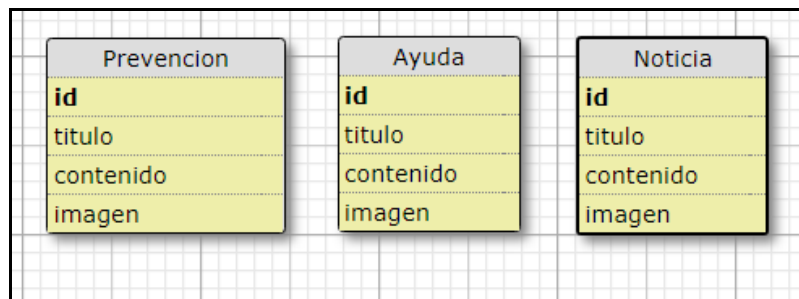 Prevencion
id
titulo
contenido
imagen
Ayuda
id
titulo
contenido
imagen
Noticia
id
titulo
contenido
imagen